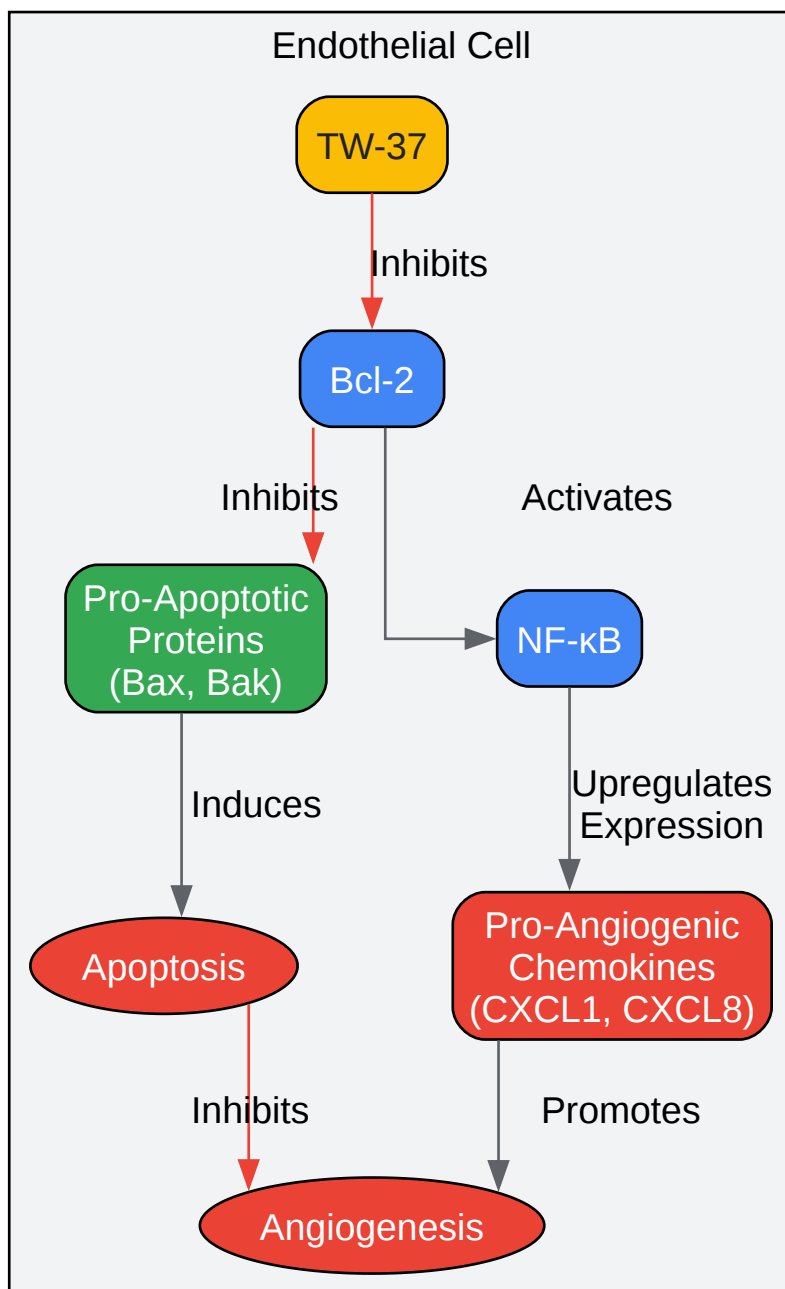 Endothelial Cell
TW-37
Inhibits
Bcl-2
Inhibits
Activates
Pro-Apoptotic
Proteins
(Bax, Bak)
NF-κB
Induces
Upregulates
Expression
Apoptosis
Pro-Angiogenic
Chemokines
(CXCL1, CXCL8)
Inhibits
Promotes
Angiogenesis